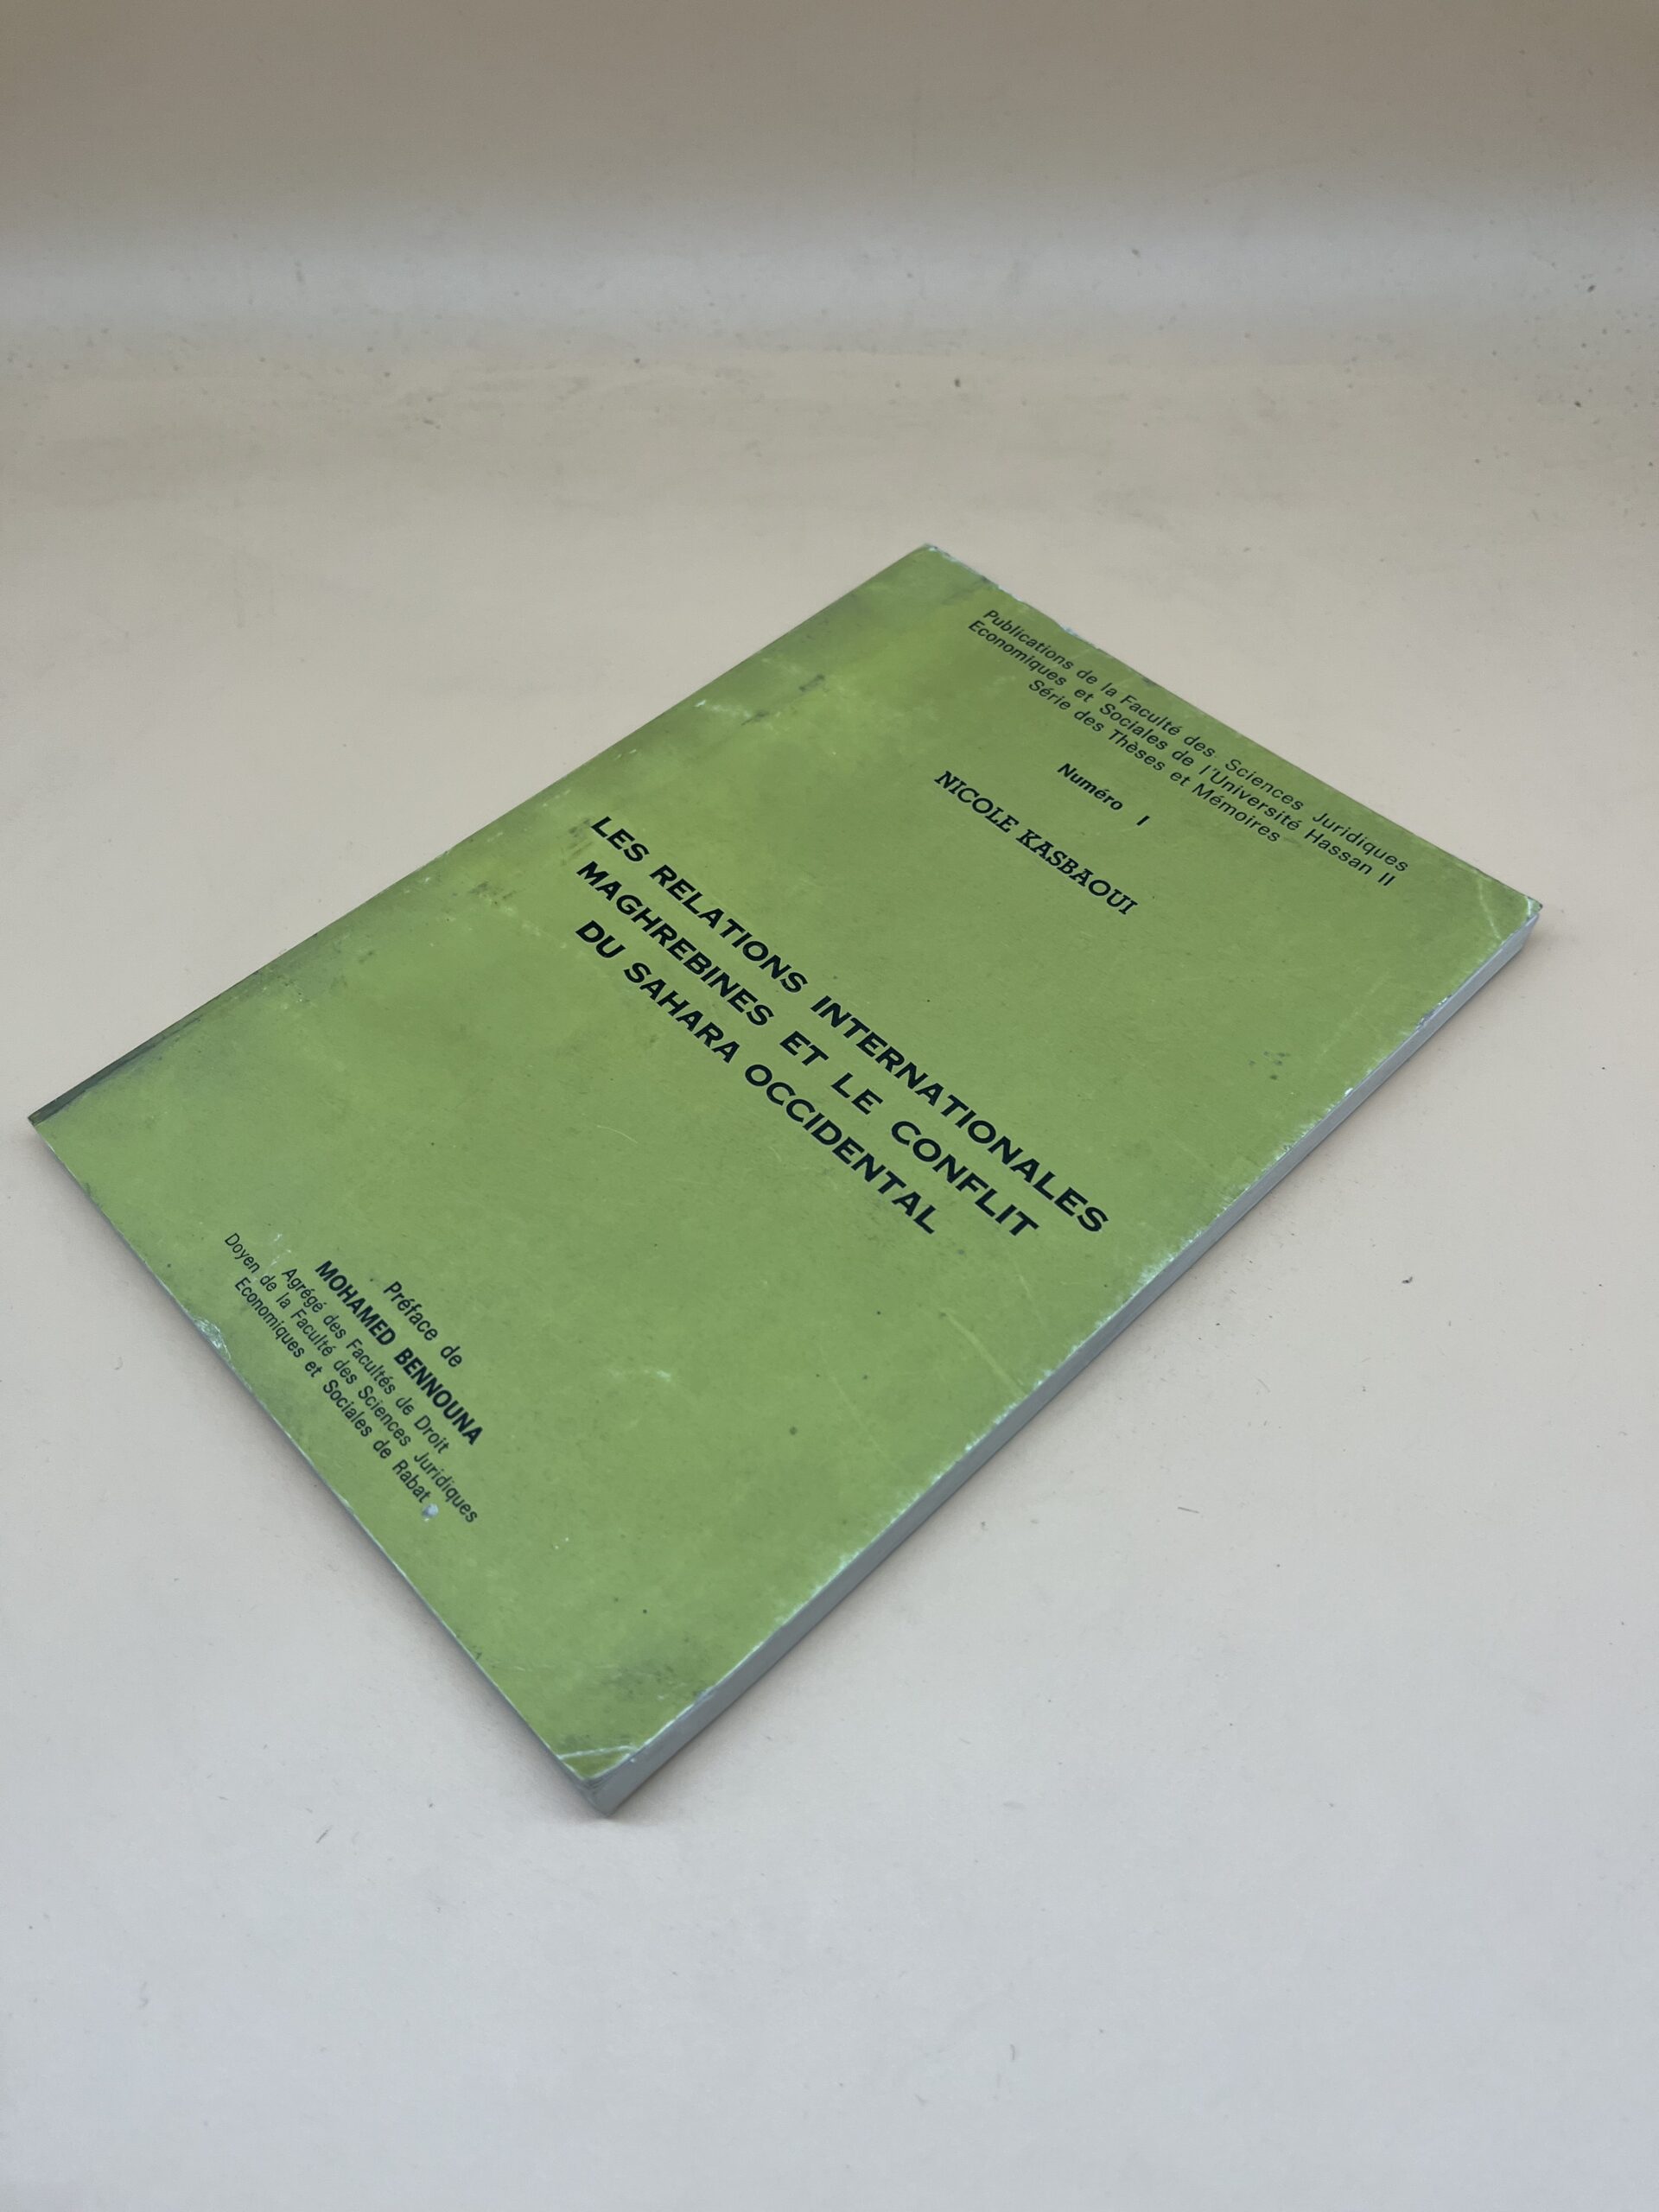 Publications de la Faculté des Sciences Juridiques
Economiques et Sociales de l'Université Hassan II
Série des Thèses et Mémoires
Numéro I
NICOLE KASBAOUI
LES RELATIONS INTERNATIONALES
MAGHREBINES ET LE CONFLIT
DU SAHARA OCCIDENTAL
Préface de
MOHAMED BENNOUNA
Agrégé des Facultés de Droit
Doyen de la Faculté des Sciences Juridiques
Economiques et Sociales de Rabat